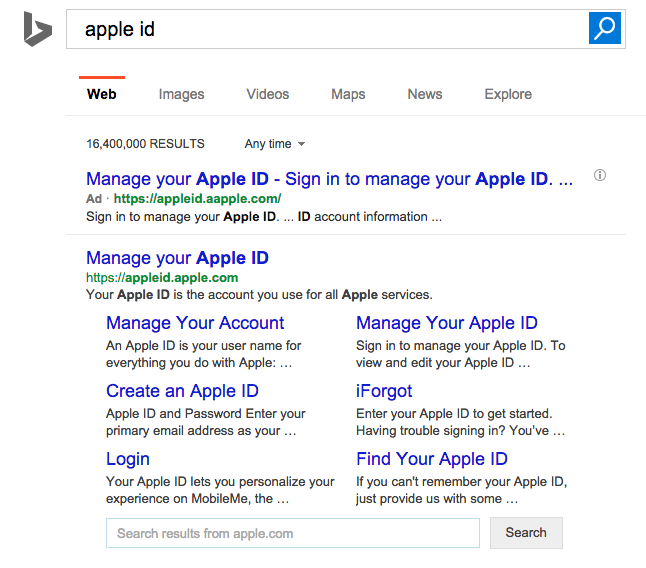 apple id
Web Images Videos Maps News Explore
16,400,000 RESULTS Any time
Manage your Apple ID - Sign in to manage your Apple ID. ...
Ad · https://appleid.aapple.com/
Sign in to manage your Apple ID. ... ID account information ...
Manage your Apple ID
https://appleid.apple.com
Your Apple ID is the account you use for all Apple services.
Manage Your Account
An Apple ID is your user name for
everything you do with Apple: …
Manage Your Apple ID
Sign in to manage your Apple ID. To
view and edit your Apple ID …
Create an Apple ID
Apple ID and Password Enter your
primary email address as your …
iForgot
Enter your Apple ID to get started.
Having trouble signing in? You've …
Login
Your Apple ID lets you personalize your
experience on MobileMe, the …
Find Your Apple ID
If you can't remember your Apple ID,
just provide us with some …
Search results from apple.com Search